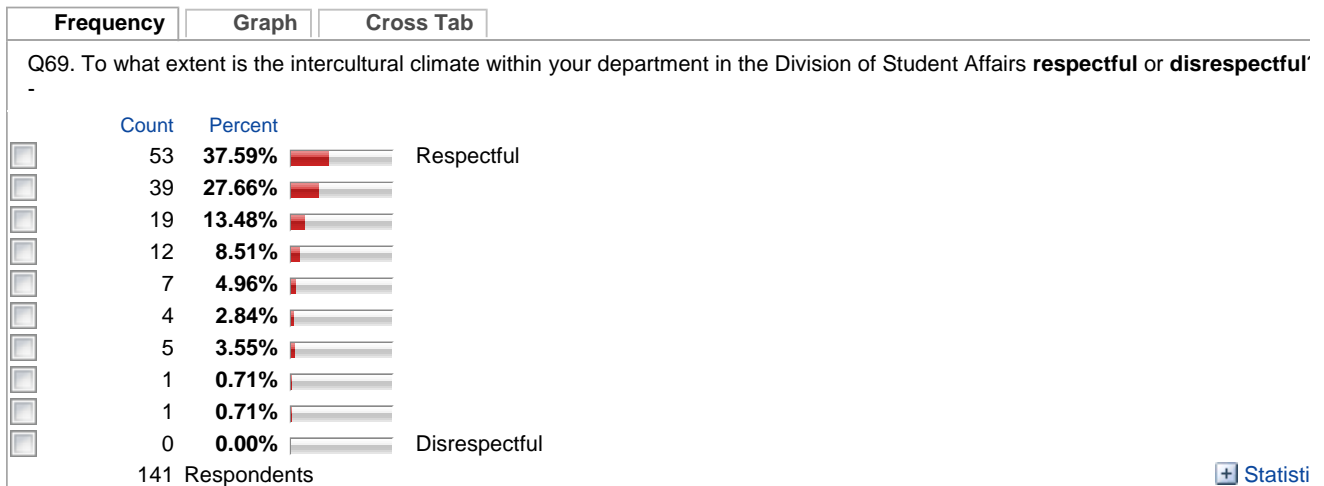 Frequency Graph Cross Tab
Q69. To what extent is the intercultural climate within your department in the Division of Student Affairs respectful or disrespectful?
-
Count Percent
53 37.59% Respectful
39 27.66%
19 13.48%
12 8.51%
7 4.96%
4 2.84%
5 3.55%
1 0.71%
1 0.71%
0 0.00% Disrespectful
141 Respondents + Statisti